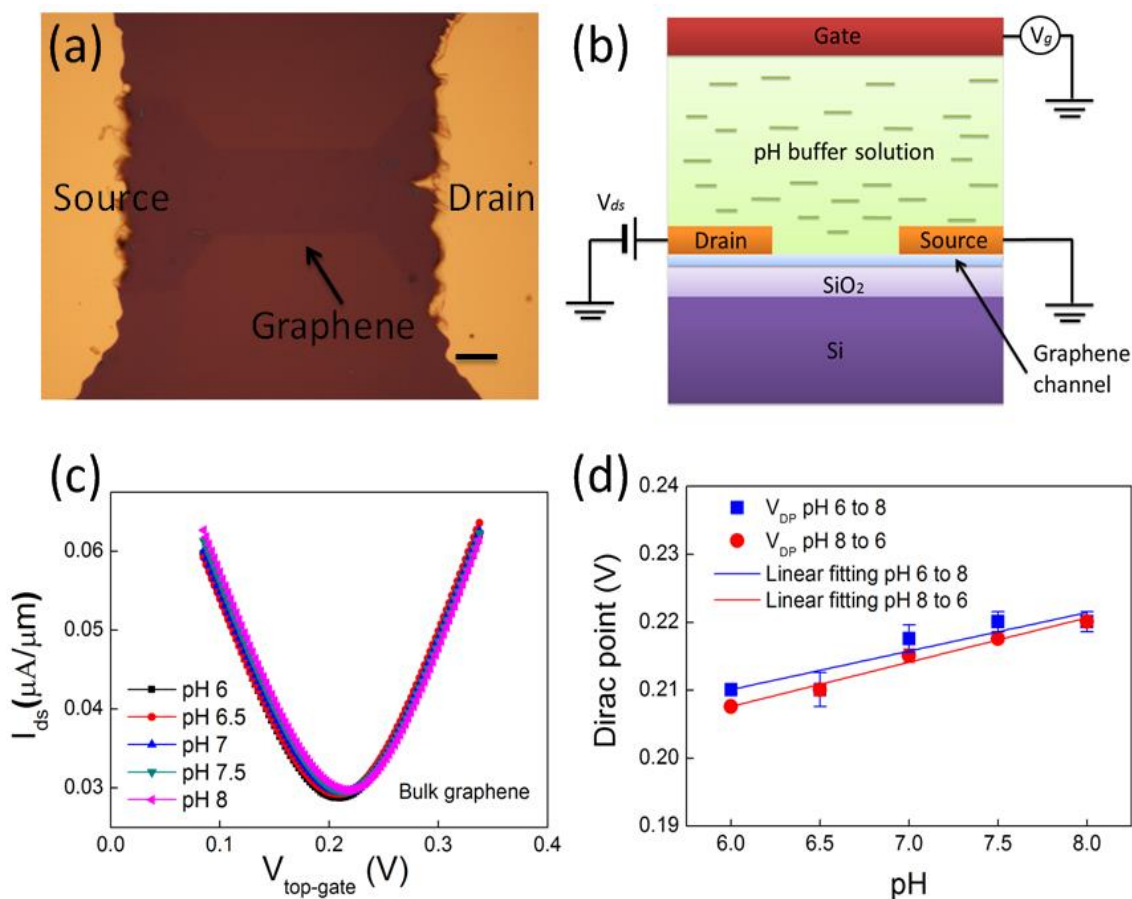 (a)
Source
Drain
Graphene
(b)
Gate
Vg
pH buffer solution
Vds
Drain
Source
SiO2
Si
Graphene
channel
(c)
Ids(μA/μm)
0.06
0.05
0.04
0.03
pH 6
pH 6.5
pH 7
pH 7.5
pH 8
Bulk graphene
0.0
0.1
0.2
0.3
0.4
Vtop-gate (V)
(d)
Dirac point (V)
0.24
0.23
0.22
0.21
0.20
0.19
VDP pH 6 to 8
VDP pH 8 to 6
Linear fitting pH 6 to 8
Linear fitting pH 8 to 6
6.0
6.5
7.0
7.5
8.0
pH